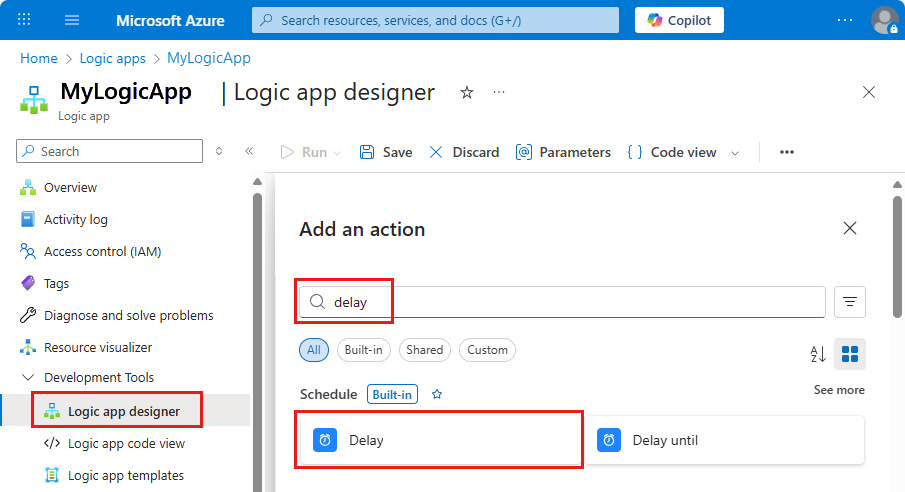 Microsoft Azure
Search resources, services, and docs (G+/)
Copilot
Home > Logic apps > MyLogicApp
MyLogicApp | Logic app designer
Logic app
Search
Run
Save
Discard
Parameters
Code view
Overview
Activity log
Access control (IAM)
Tags
Diagnose and solve problems
Resource visualizer
Development Tools
Logic app designer
Logic app code view
Logic app templates
Add an action
delay
All
Built-in
Shared
Custom
Schedule
Built-in
See more
Delay
Delay until